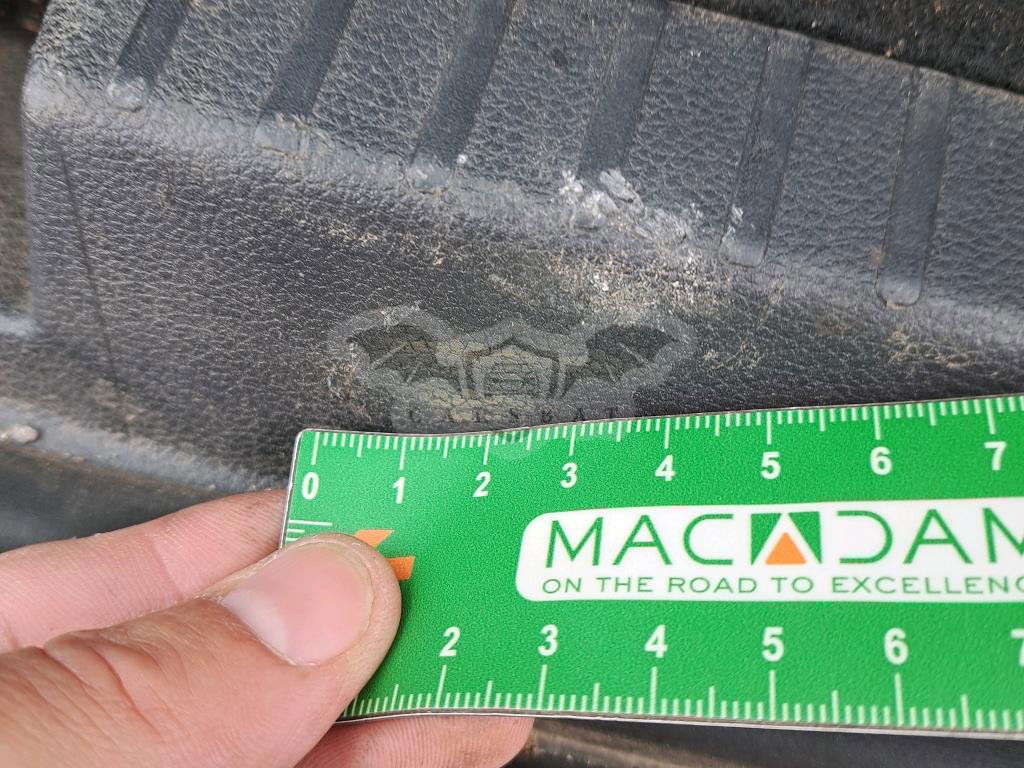 CARSBAT
0 1 2 3 4 5 6 7
MACADAM
ON THE ROAD TO EXCELLENC
2 3 4 5 6 7